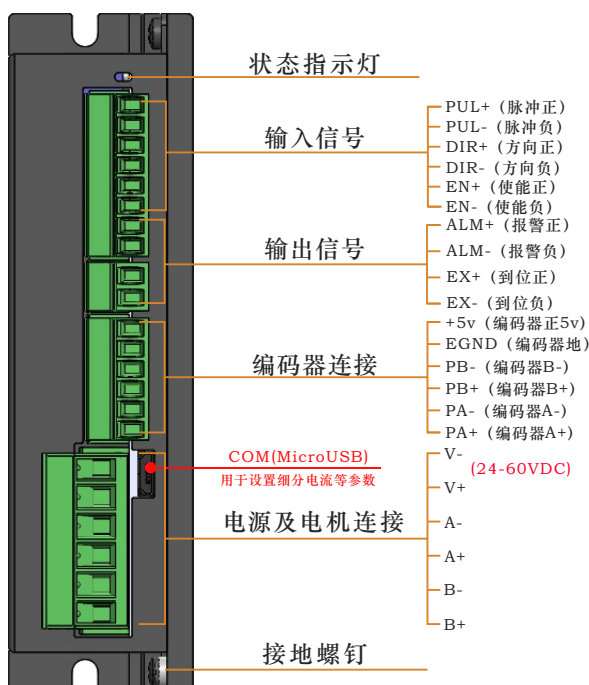 状态指示灯
输入信号
PUL+（脉冲正）
PUL-（脉冲负）
DIR+（方向正）
DIR-（方向负）
EN+（使能正）
EN-（使能负）
输出信号
ALM+（报警正）
ALM-（报警负）
EX+（到位正）
EX-（到位负）
编码器连接
+5v（编码器正5v）
EGND（编码器地）
PB-（编码器B-）
PB+（编码器B+）
PA-（编码器A-）
PA+（编码器A+）
COM(MicroUSB)
用于设置细分电流等参数
电源及电机连接
V-
(24-60VDC)
V+
A-
A+
B-
B+
接地螺钉